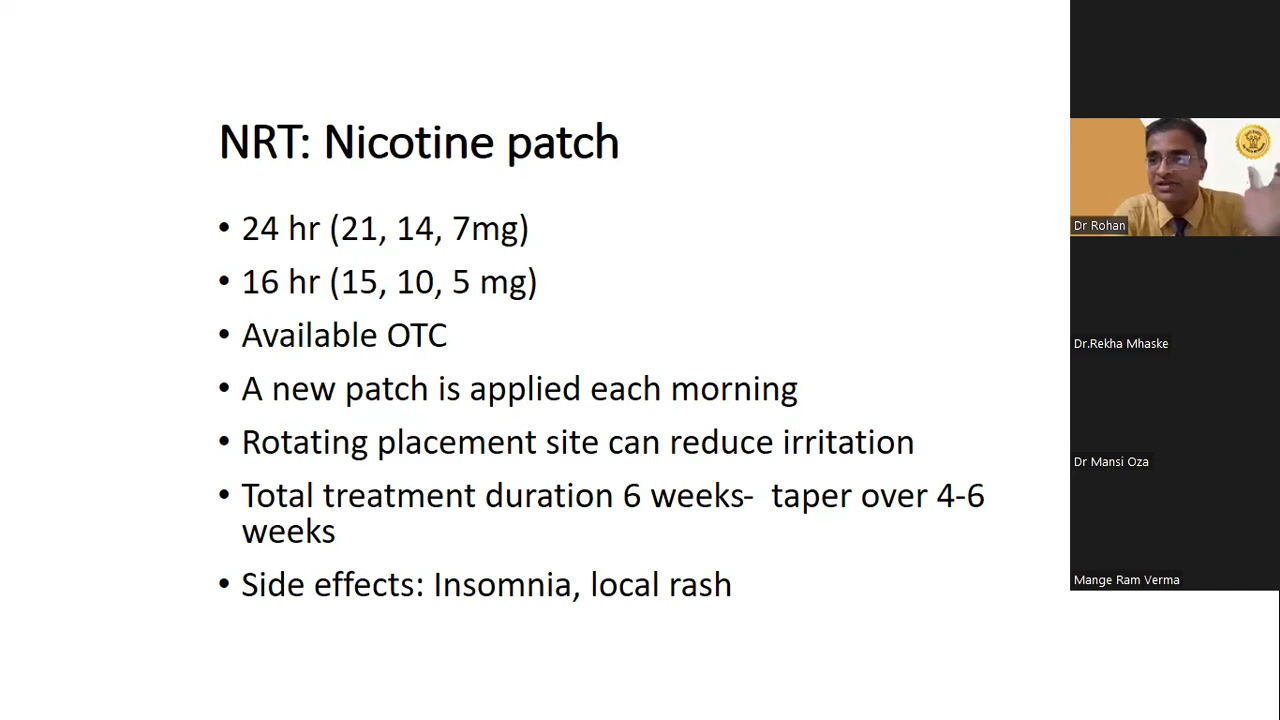 NRT: Nicotine patch
• 24 hr (21, 14, 7mg)
• 16 hr (15, 10, 5 mg)
• Available OTC
• A new patch is applied each morning
• Rotating placement site can reduce irritation
• Total treatment duration 6 weeks-  taper over 4-6
weeks
• Side effects: Insomnia, local rash
Dr Rohan
Dr.Rekha Mhaske
Dr Mansi Oza
Mange Ram Verma